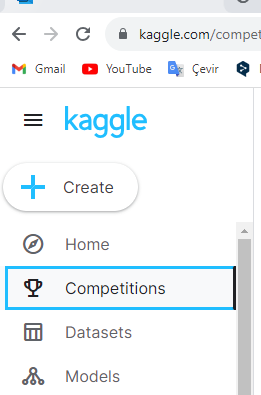 kaggle.com/compet
Gmail YouTube Çevir
kaggle
Create
Home
Competitions
Datasets
Models